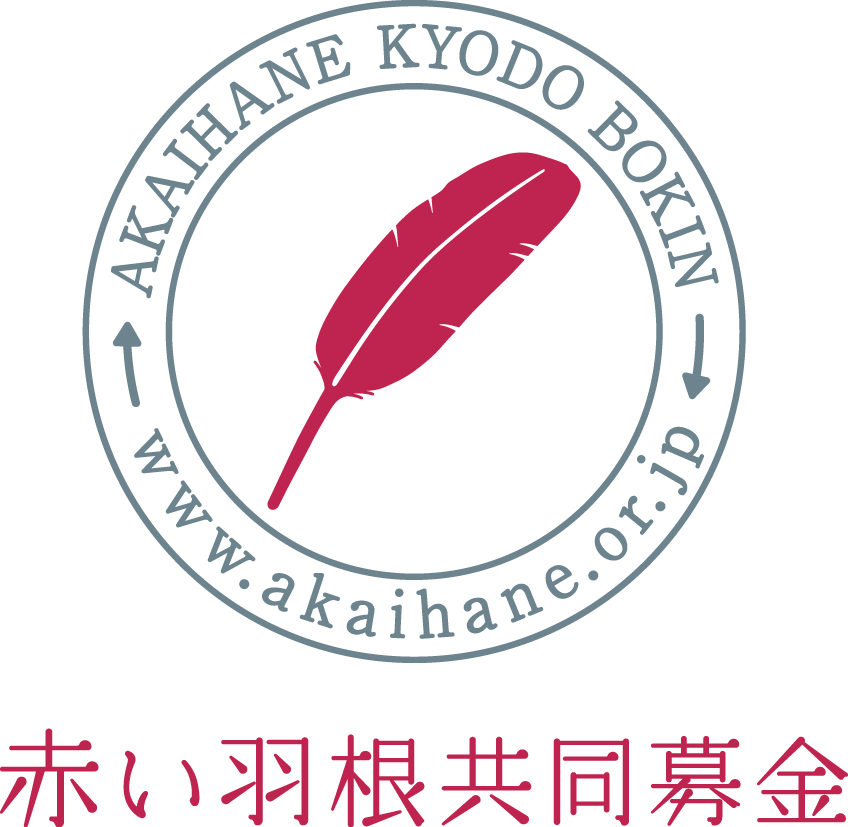 AKAIHANE KYODO BOKIN
www.akaihane.or.jp
赤い羽根共同募金